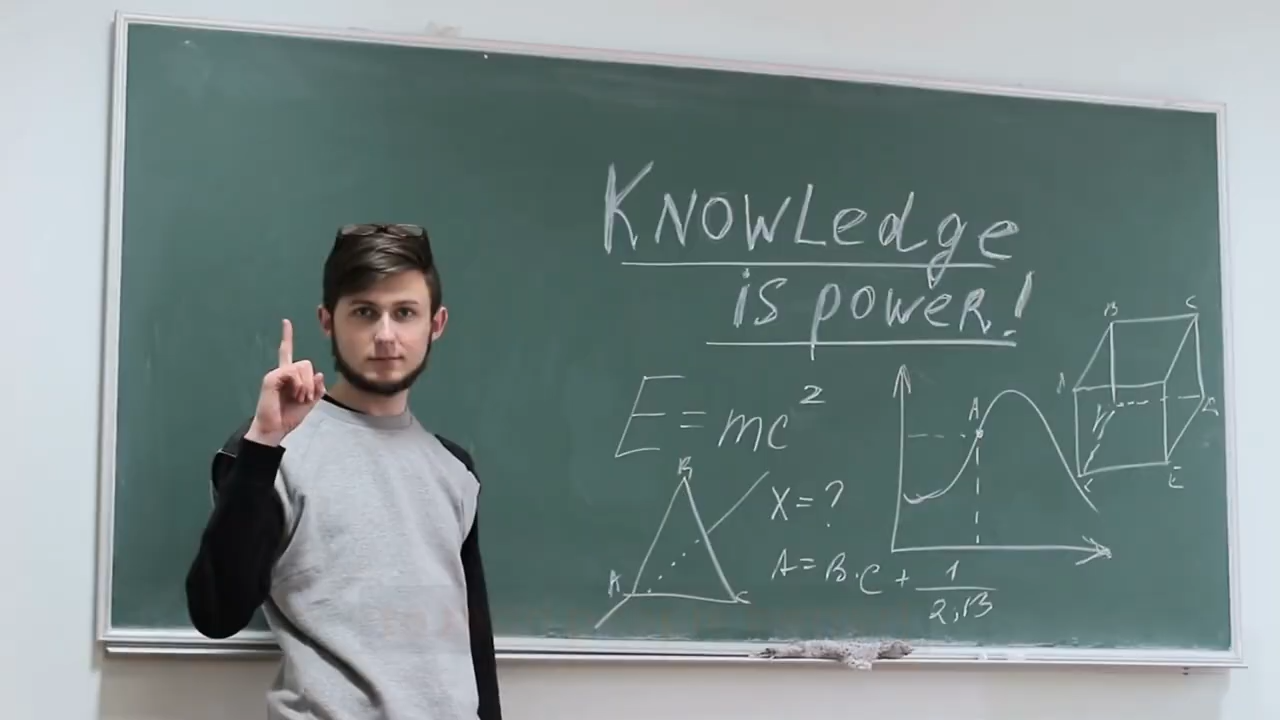 Knowledge
is power!
E = mc²
B
X = ?
A
C
A = B·C + 1/2,13
A
B
C
A
E